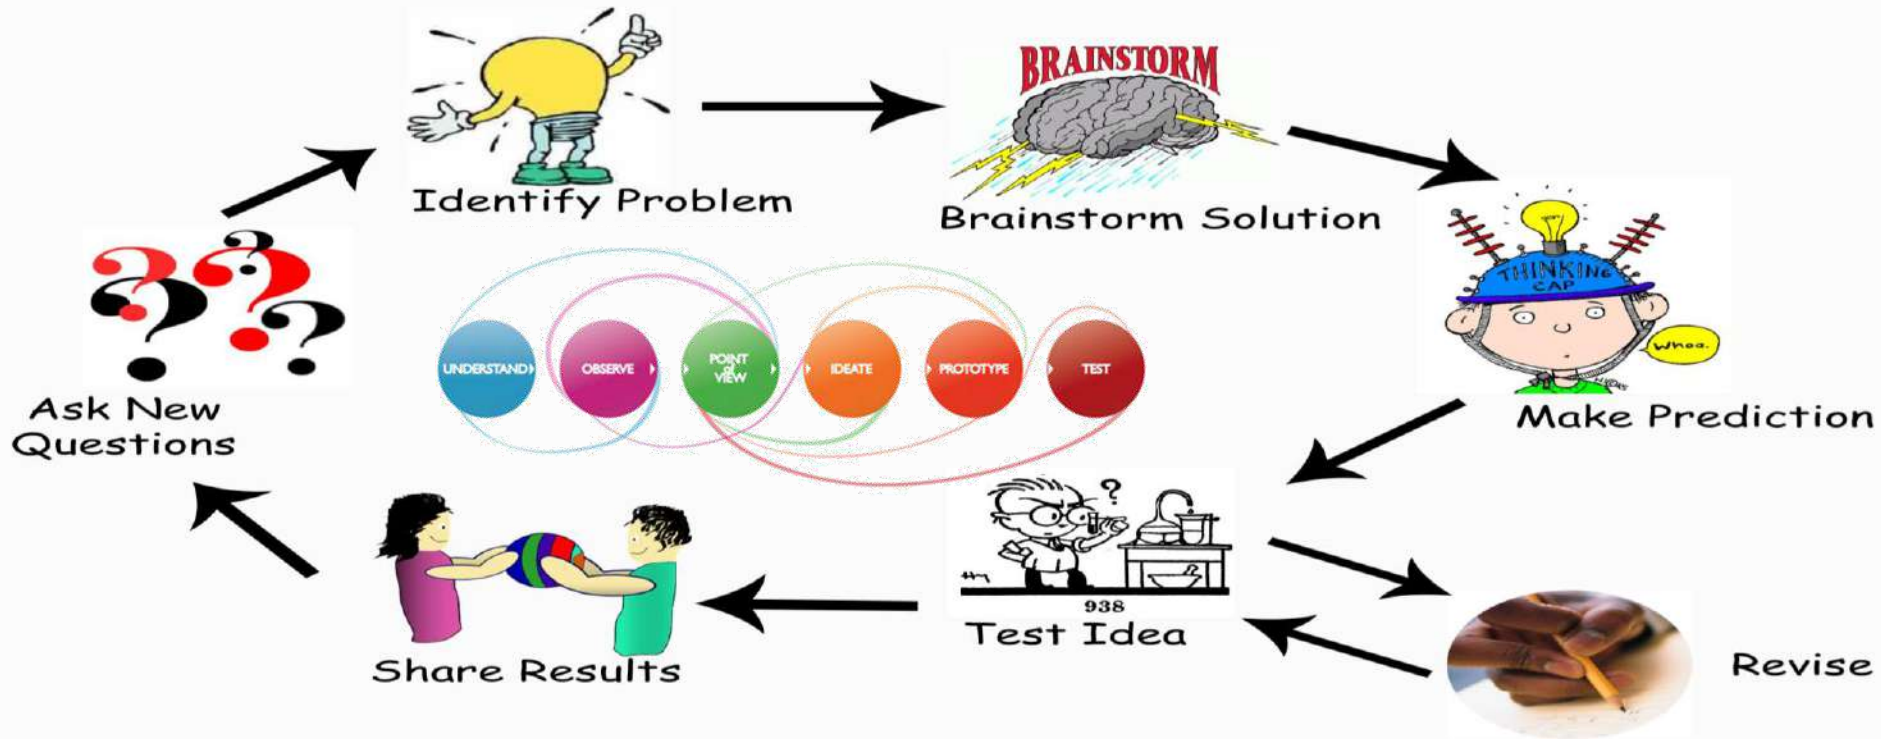 BRAINSTORM
Identify Problem
Brainstorm Solution
THINKING
CAP
Whoa.
Make Prediction
UNDERSTAND
OBSERVE
POINT
of
VIEW
IDEATE
PROTOTYPE
TEST
Ask New
Questions
?
938
Test Idea
Share Results
Revise